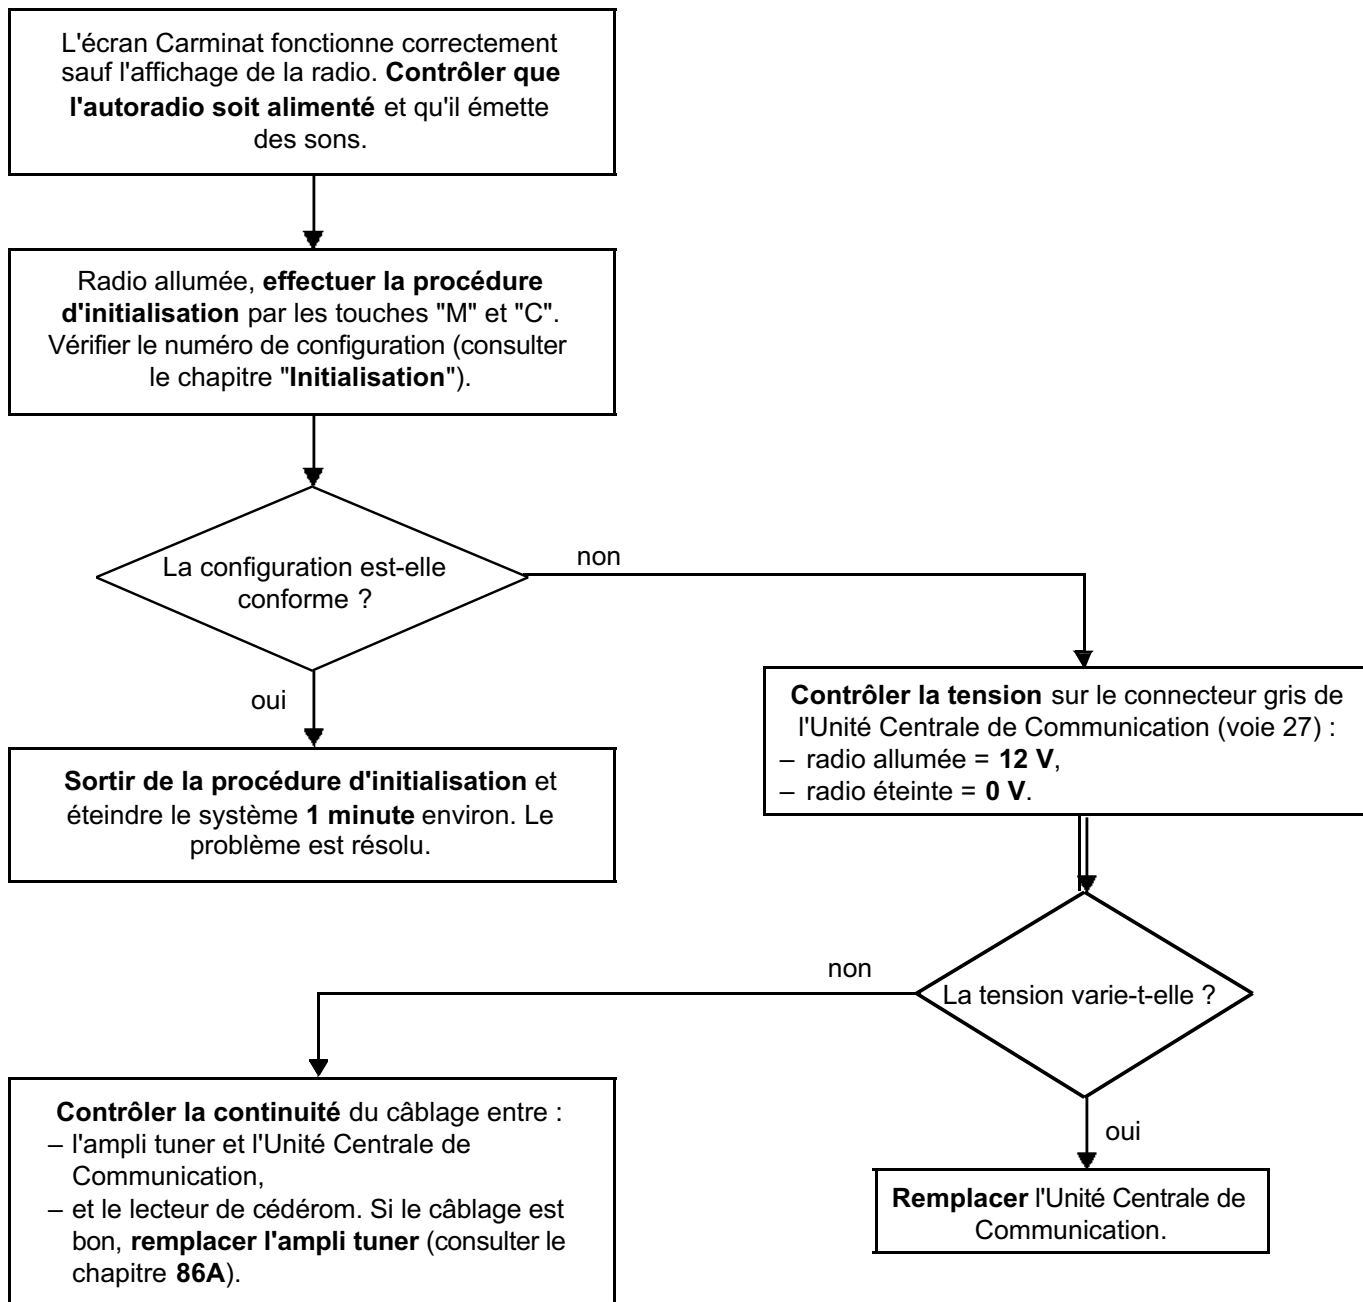 L'écran Carminat fonctionne correctement
sauf l'affichage de la radio. Contrôler que
l'autoradio soit alimenté et qu'il émette
des sons.
Radio allumée, effectuer la procédure
d'initialisation par les touches "M" et "C".
Vérifier le numéro de configuration (consulter
le chapitre "Initialisation").
La configuration est-elle
conforme ?
non
oui
Sortir de la procédure d'initialisation et
éteindre le système 1 minute environ. Le
problème est résolu.
Contrôler la tension sur le connecteur gris de
l'Unité Centrale de Communication (voie 27) :
– radio allumée = 12 V,
– radio éteinte = 0 V.
La tension varie-t-elle ?
non
oui
Contrôler la continuité du câblage entre :
– l'ampli tuner et l'Unité Centrale de
Communication,
– et le lecteur de cédérom. Si le câblage est
bon, remplacer l'ampli tuner (consulter le
chapitre 86A).
Remplacer l'Unité Centrale de
Communication.